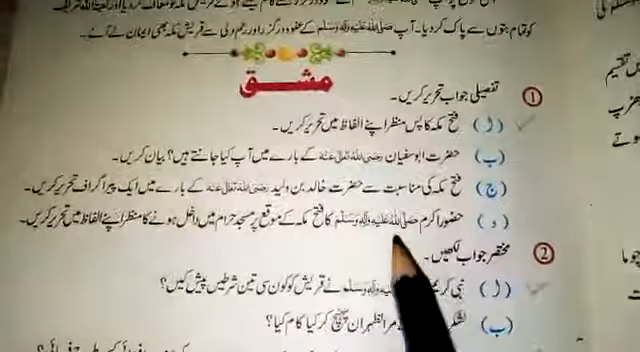 کو تمام بتوں سے پاک کر دیا۔ آپ صلی اللہ علیہ وآلہ وسلم کے عفو و درگزر اور رحم دلی سے قریش مکہ بھی ایمان لے آئے۔
مشق
1 تفصیلی جواب تحریر کریں۔
(ا) فتح مکہ کا پس منظر اپنے الفاظ میں تحریر کریں۔
(ب) حضرت ابوسفیان رضی اللہ تعالیٰ عنہ کے بارے میں آپ کیا جانتے ہیں؟ بیان کریں۔
(ج) فتح مکہ کی مناسبت سے حضرت خالد بن ولید رضی اللہ تعالیٰ عنہ کے بارے میں ایک پیراگراف تحریر کریں۔
(د) حضور اکرم صلی اللہ علیہ وآلہ وسلم کا فتح مکہ کے موقع پر مسجد حرام میں داخل ہونے کا منظر اپنے الفاظ میں تحریر کریں۔
2 مختصر جواب لکھیں۔
(ا) نبی کریم علیہ وآلہ وسلم نے قریش کو کون سی تین شرطیں پیش کیں؟
(ب) مرالظہران پہنچ کر کیا کام کیا؟
میں تقسیم
ہوتے